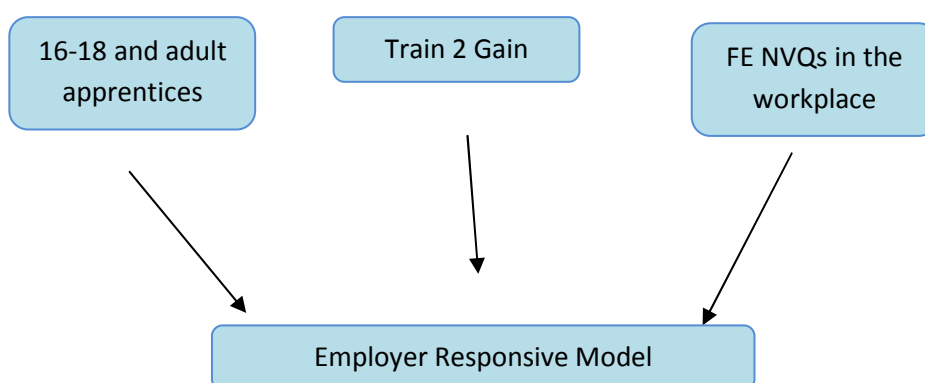 16-18 and adult
apprentices
Train 2 Gain
FE NVQs in the
workplace
Employer Responsive Model